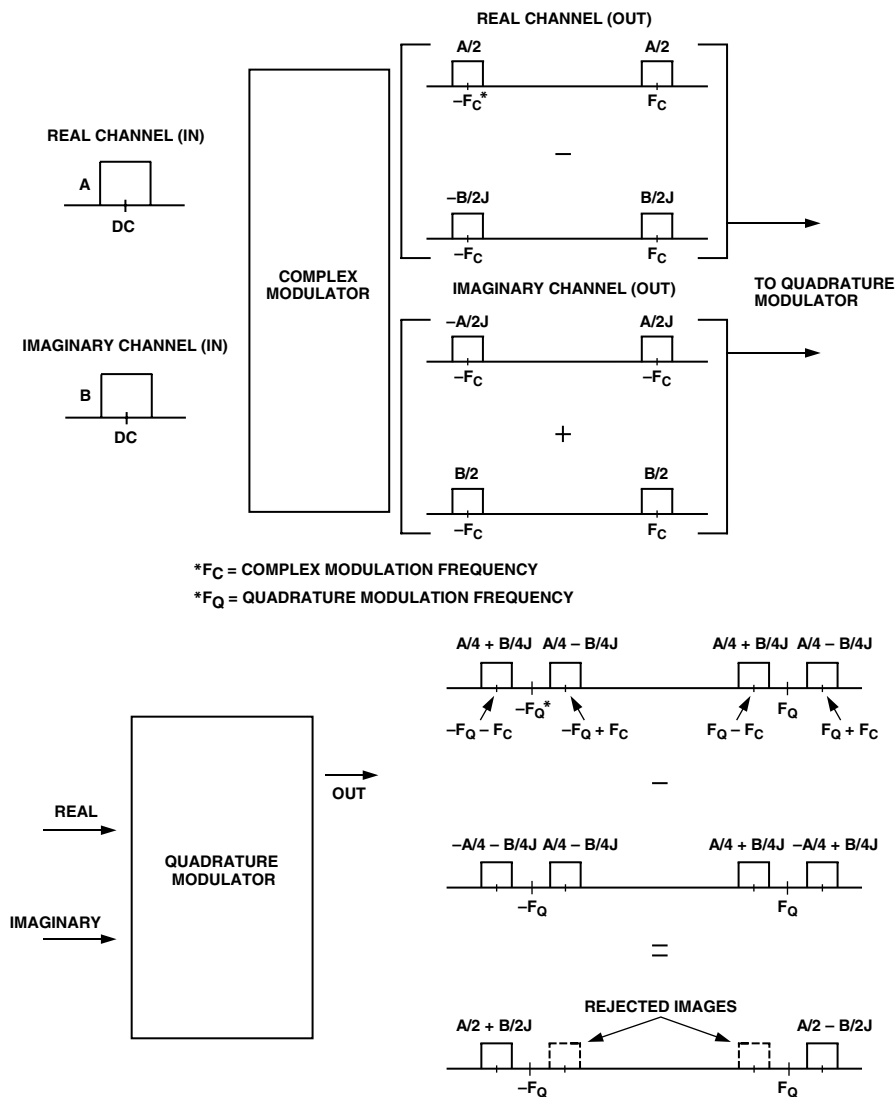 REAL CHANNEL (OUT)
A/2 A/2
–FC* FC
–
–B/2J B/2J
–FC FC
REAL CHANNEL (IN)
A
DC
COMPLEX
MODULATOR
IMAGINARY CHANNEL (OUT)
TO QUADRATURE
MODULATOR
–A/2J A/2J
–FC –FC
IMAGINARY CHANNEL (IN)
B
DC
+
B/2 B/2
–FC FC
*FC = COMPLEX MODULATION FREQUENCY
*FQ = QUADRATURE MODULATION FREQUENCY
A/4 + B/4J A/4 – B/4J A/4 + B/4J A/4 – B/4J
–FQ* FQ
–FQ – FC –FQ + FC FQ – FC FQ + FC
OUT
–
REAL
QUADRATURE
MODULATOR
IMAGINARY
–A/4 – B/4J A/4 – B/4J A/4 + B/4J –A/4 + B/4J
–FQ FQ
=
REJECTED IMAGES
A/2 + B/2J A/2 – B/2J
–FQ FQ